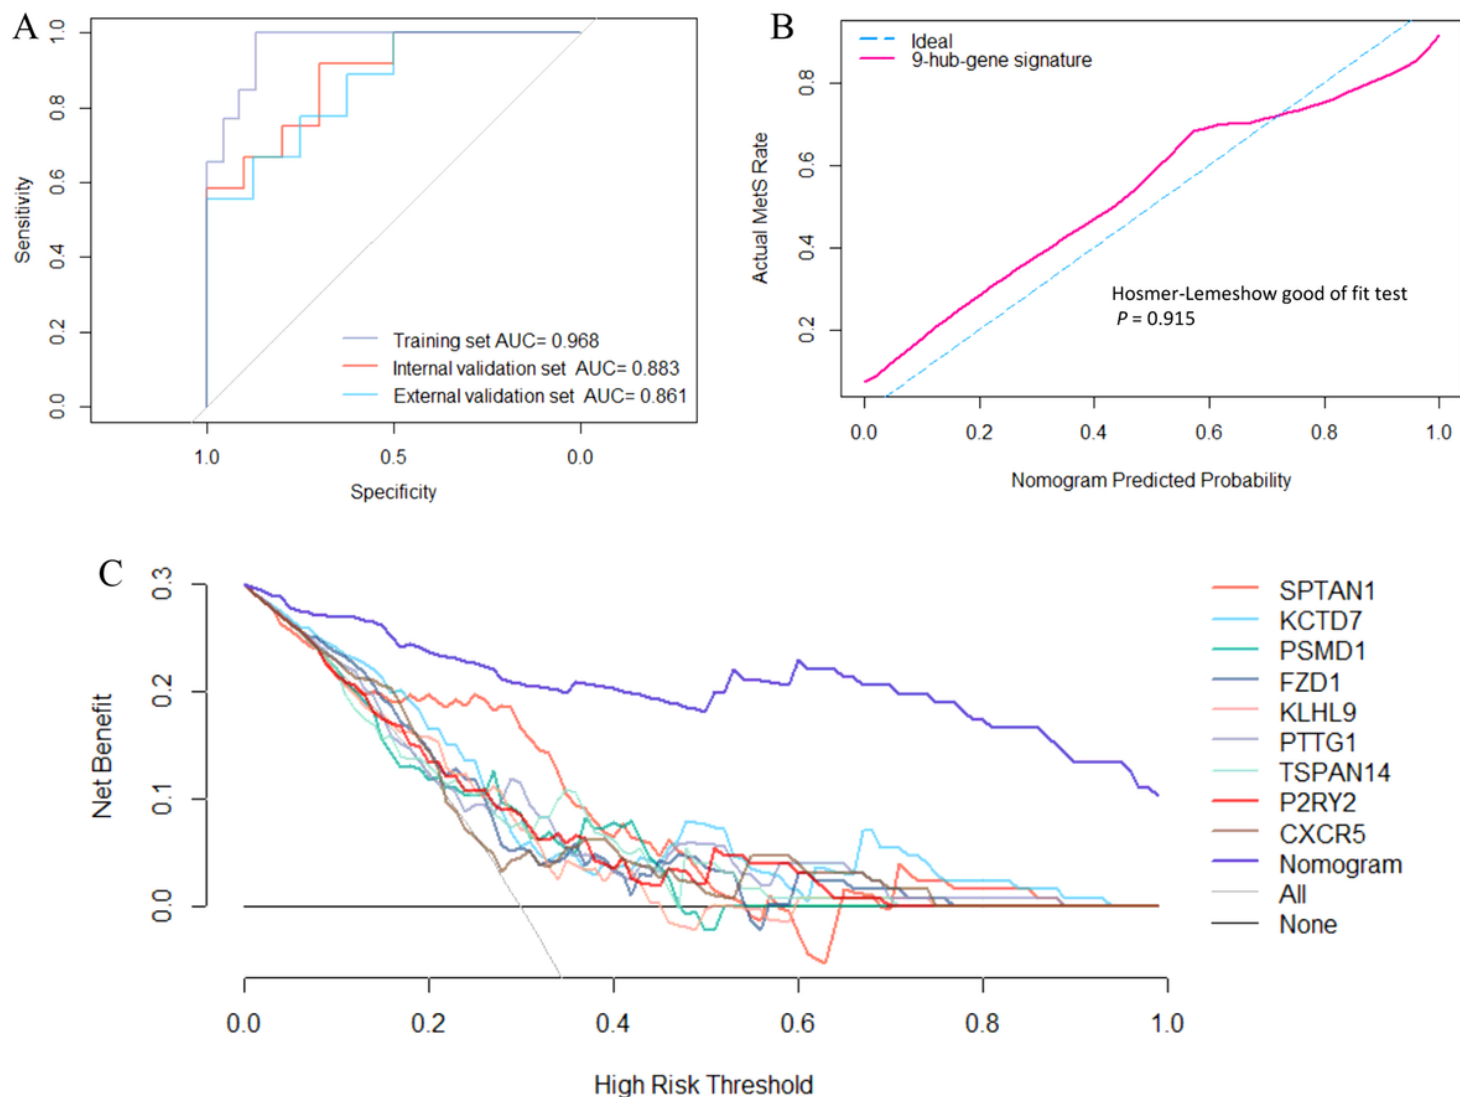 A
1.0
0.8
0.6
0.4
0.2
0.0
Sensitivity
Training set AUC= 0.968
Internal validation set AUC= 0.883
External validation set AUC= 0.861
1.0
0.5
0.0
Specificity
B
Ideal
9-hub-gene signature
0.8
0.6
0.4
0.2
Actual MetS Rate
Hosmer-Lemeshow good of fit test
P = 0.915
0.0
0.2
0.4
0.6
0.8
1.0
Nomogram Predicted Probability
C
0.3
0.2
0.1
0.0
Net Benefit
SPTAN1
KCTD7
PSMD1
FZD1
KLHL9
PTTG1
TSPAN14
P2RY2
CXCR5
Nomogram
All
None
0.0
0.2
0.4
0.6
0.8
1.0
High Risk Threshold